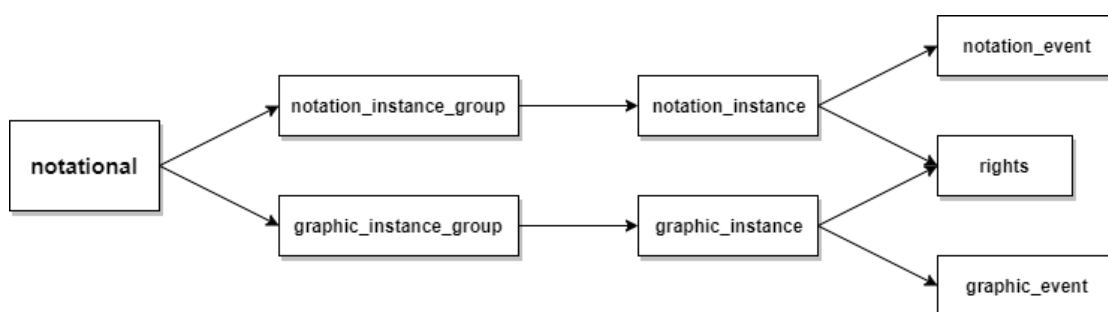 notation_event
notation_instance_group
notation_instance
notational
rights
graphic_instance_group
graphic_instance
graphic_event